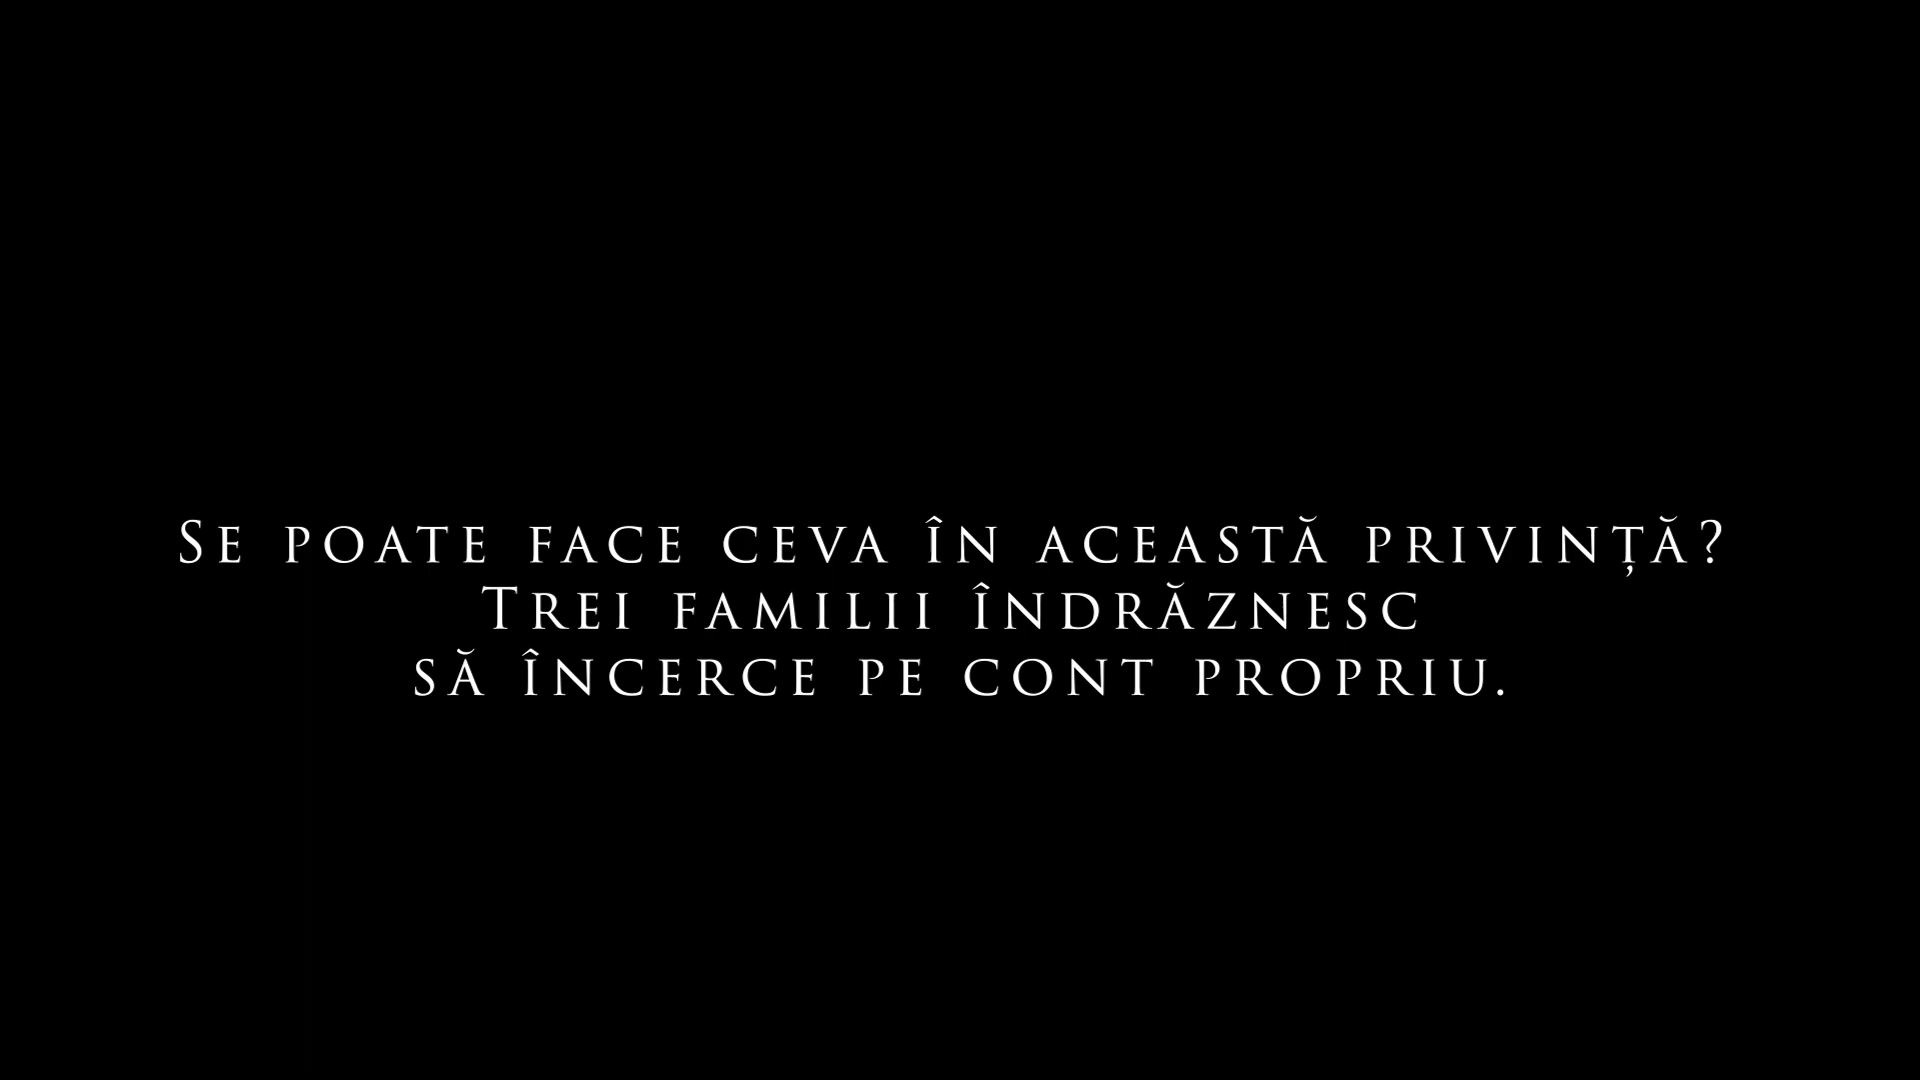 Se poate face ceva în această privință?
Trei familii îndrăznesc
să încerce pe cont propriu.